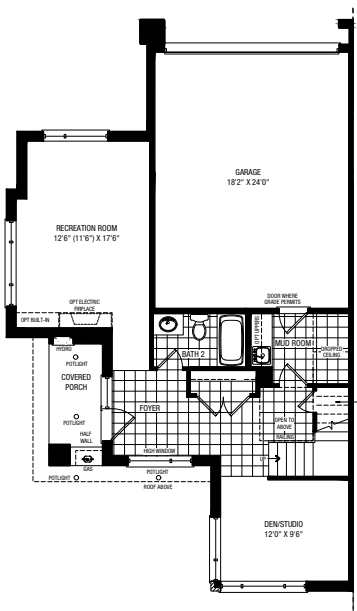 GARAGE
18'2" X 24'0"
RECREATION ROOM
12'6" (11'6") X 17'6"
OPT ELECTRIC
FIREPLACE
OPT BUILT-IN
DOOR WHERE
GRADE PERMITS
OPT UPPERS
MUD ROOM
DROPPED
CEILING
BATH 2
HYDRO
POTLIGHT
COVERED
PORCH
FOYER
POTLIGHT
OPEN TO
ABOVE
RAILING
HALF
WALL
HIGH WINDOW
UP
GAS
POTLIGHT
POTLIGHT
ROOF ABOVE
DEN/STUDIO
12'0" X 9'6"